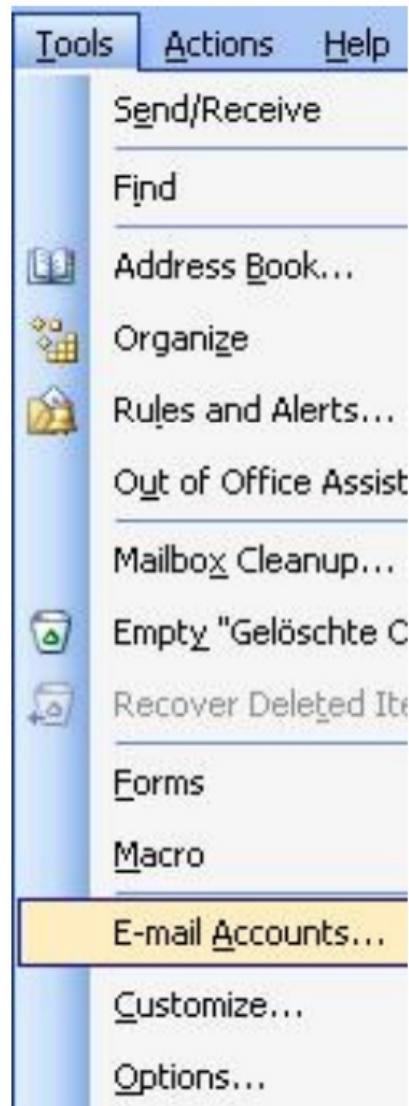 Tools Actions Help
Send/Receive
Find
Address Book...
Organize
Rules and Alerts...
Out of Office Assist
Mailbox Cleanup...
Empty "Gelöschte O
Recover Deleted Ite
Forms
Macro
E-mail Accounts...
Customize...
Options...